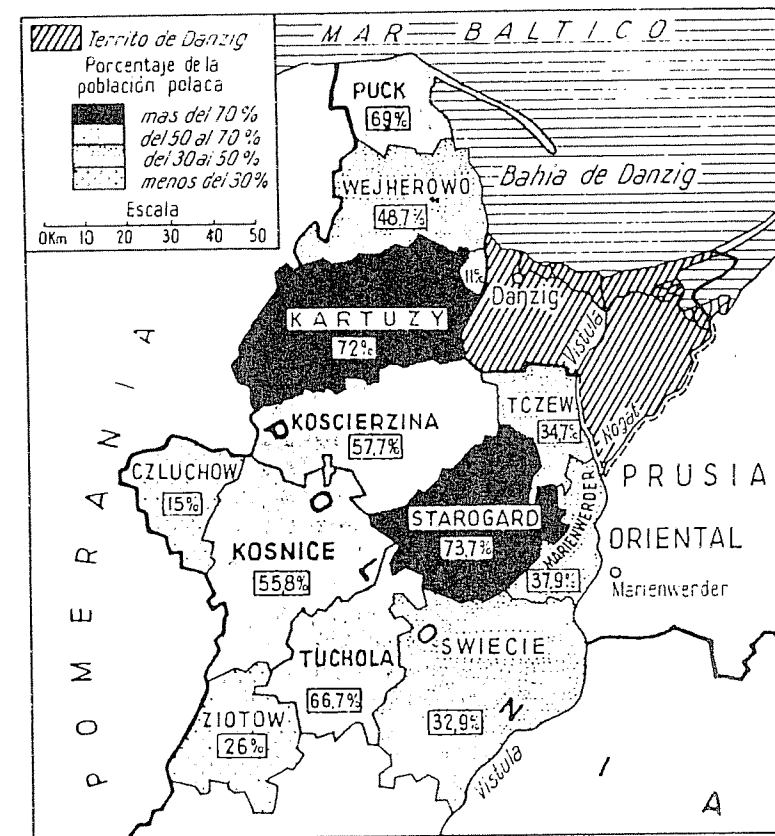 Territo de Danzig
Porcentaje de la
población polaca
mas del 70%
del 50 al 70%
del 30 al 50%
menos del 30%
Escala
0Km 10 20 30 40 50
MAR BALTICO
PUCK
69%
WEJHEROWO
48,7%
Bahia de Danzig
11%
Danzig
KARTUZY
72%
Vistula
KOSCIERZINA
57,7%
TCZEW
34,7%
Nogat
CZLUCHOW
15%
PRUSIA
ORIENTAL
STAROGARD
73,7%
MARIENWERDER
37,9%
Marienwerder
KOSNICE
55,8%
TUCHOLA
66,7%
SWIECIE
32,9%
ZIOTOW
26%
POMERANIA
Vistula
N
I
A